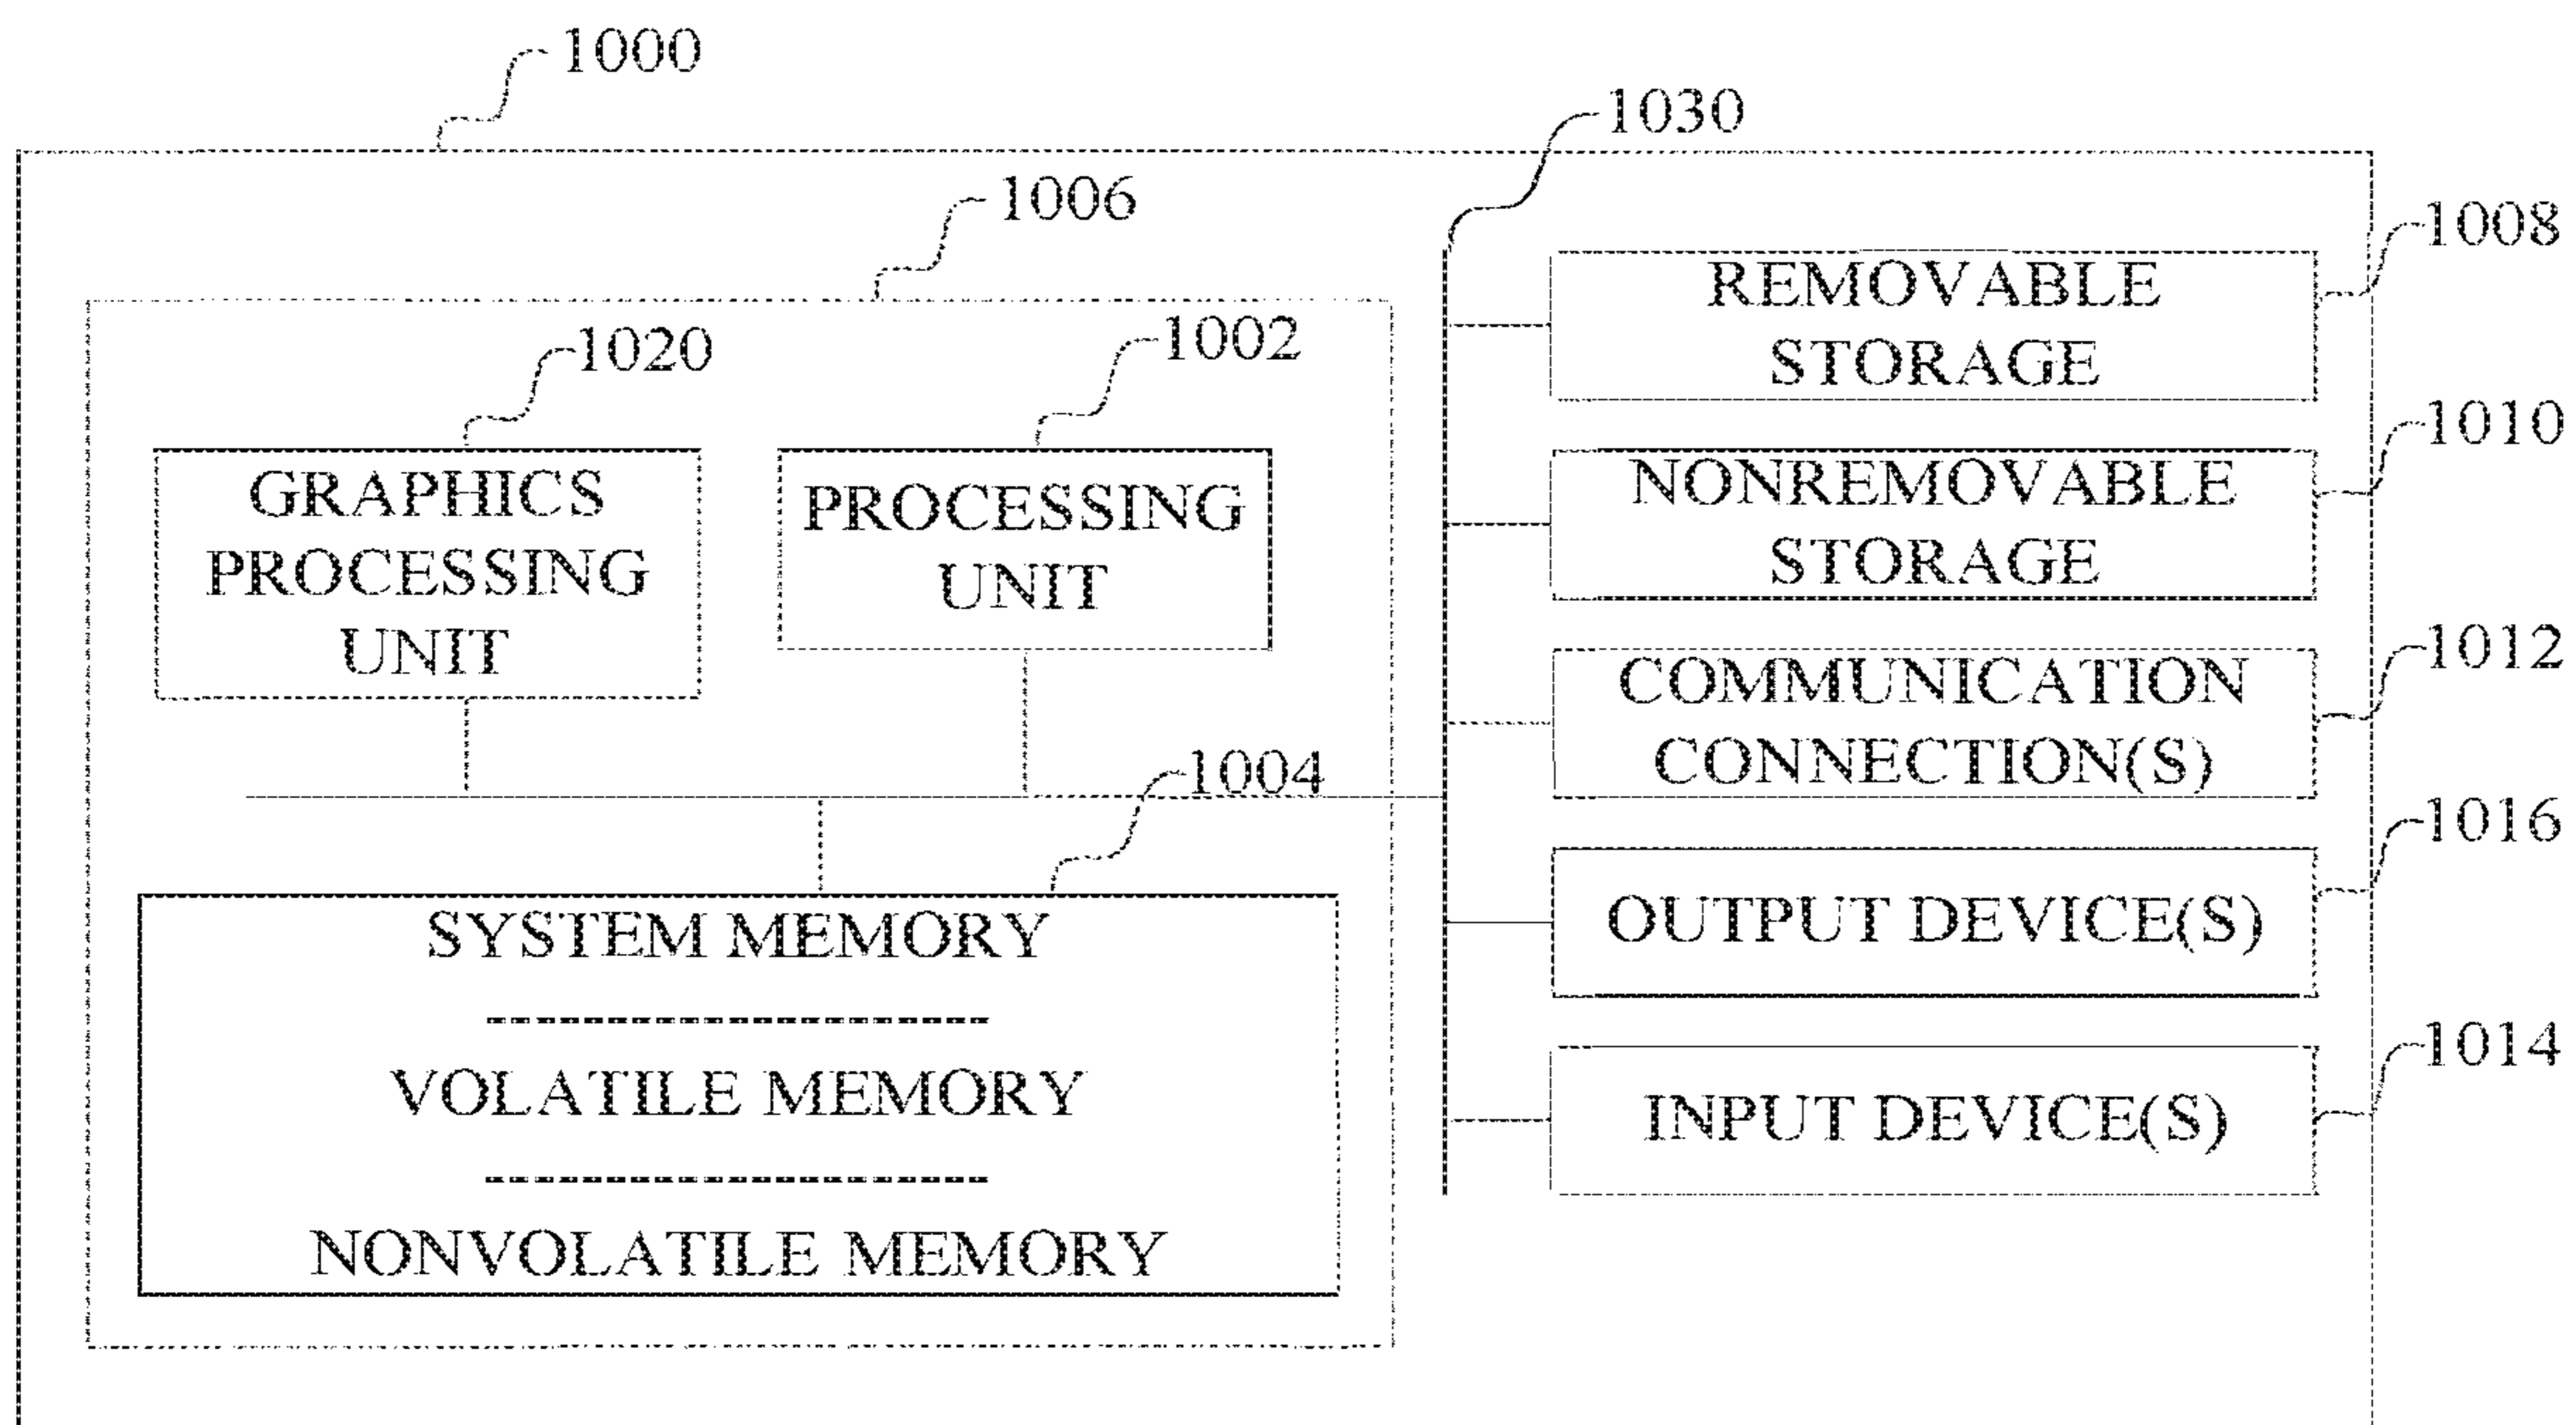 1000
1030
1006
1008
1020
1002
REMOVABLE
STORAGE
1010
GRAPHICS
PROCESSING
UNIT
PROCESSING
UNIT
NONREMOVABLE
STORAGE
1012
COMMUNICATION
CONNECTION(S)
1004
1016
SYSTEM MEMORY
VOLATILE MEMORY
NONVOLATILE MEMORY
OUTPUT DEVICE(S)
1014
INPUT DEVICE(S)